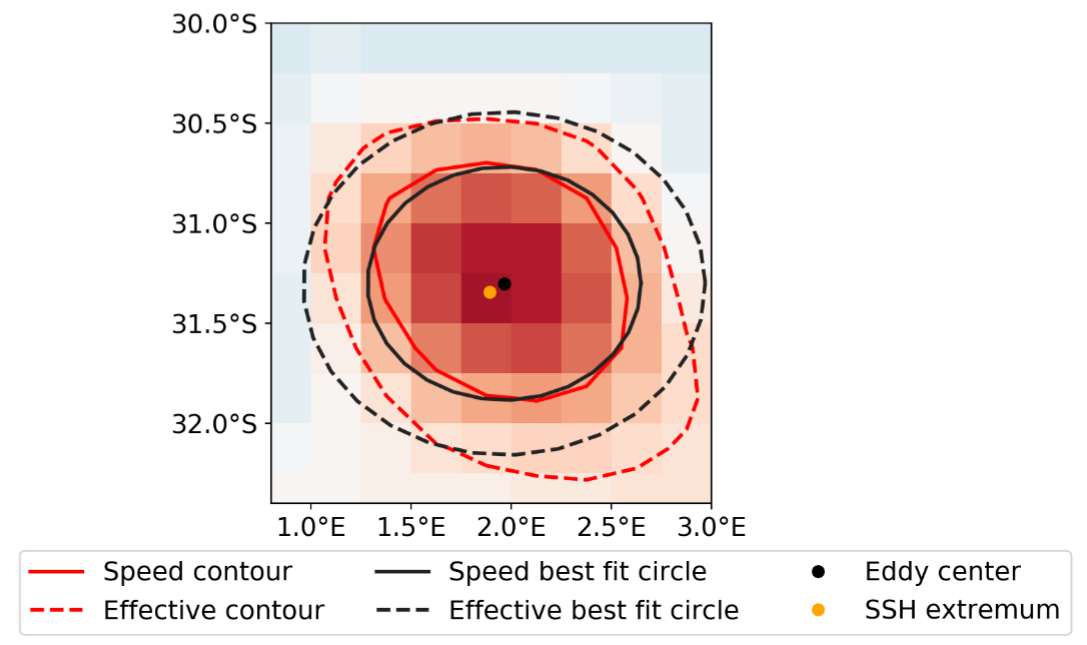 30.0°S
30.5°S
31.0°S
31.5°S
32.0°S
1.0°E 1.5°E 2.0°E 2.5°E 3.0°E
Speed contour Speed best fit circle Eddy center
Effective contour Effective best fit circle SSH extremum